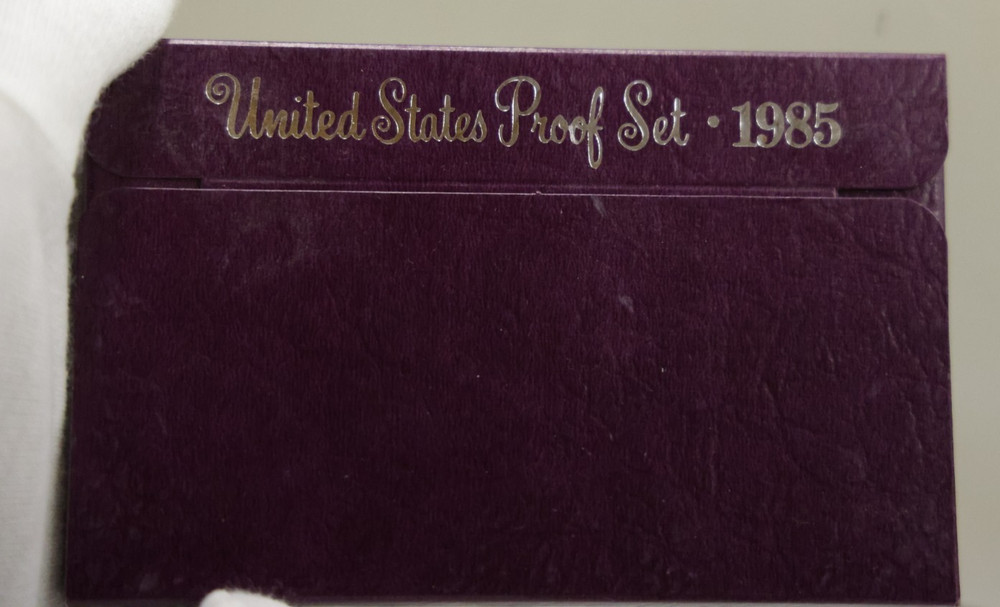 United States Proof Set · 1985